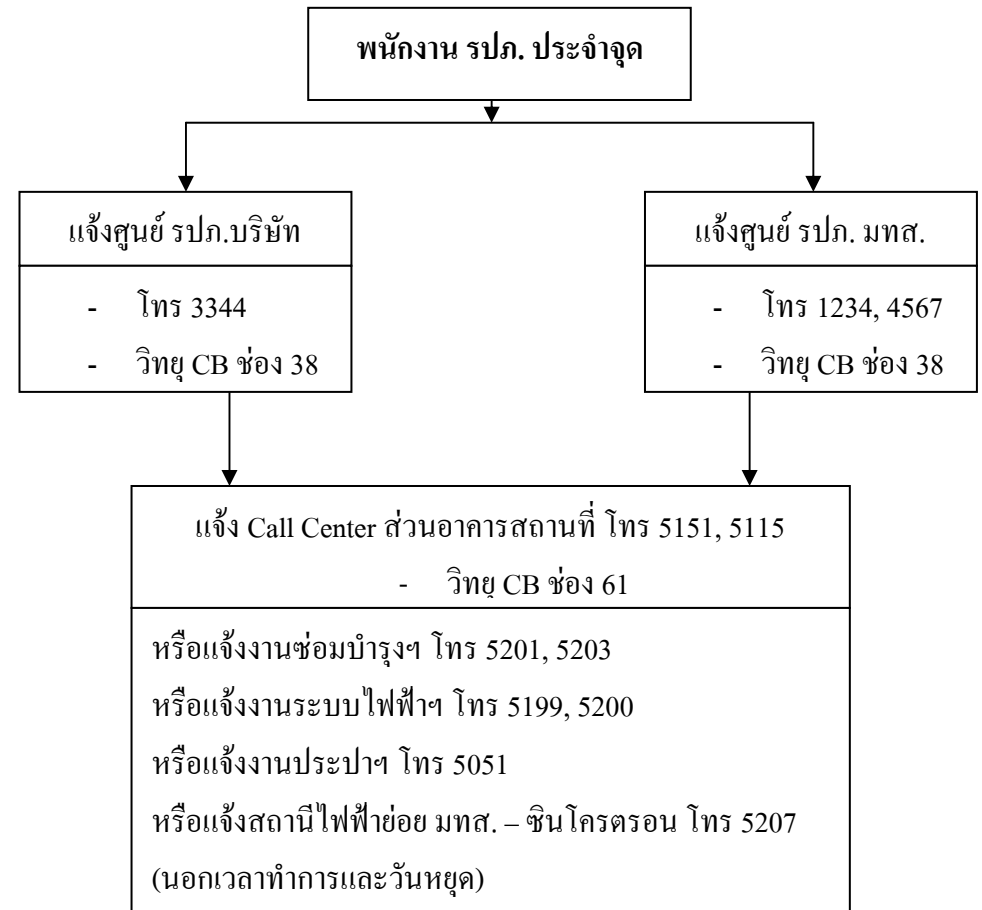 พนักงาน รปภ. ประจำจุด
แจ้งศูนย์ รปภ.บริษัท
- โทร 3344
- วิทยุ CB ช่อง 38
แจ้งศูนย์ รปภ. มทส.
- โทร 1234, 4567
- วิทยุ CB ช่อง 38
แจ้ง Call Center ส่วนอาคารสถานที่ โทร 5151, 5115
- วิทยุ CB ช่อง 61
หรือแจ้งงานซ่อมบำรุงฯ โทร 5201, 5203
หรือแจ้งงานระบบไฟฟ้าฯ โทร 5199, 5200
หรือแจ้งงานประปาฯ โทร 5051
หรือแจ้งสถานีไฟฟ้าย่อย มทส. – ซินโครตรอน โทร 5207
(นอกเวลาทำการและวันหยุด)